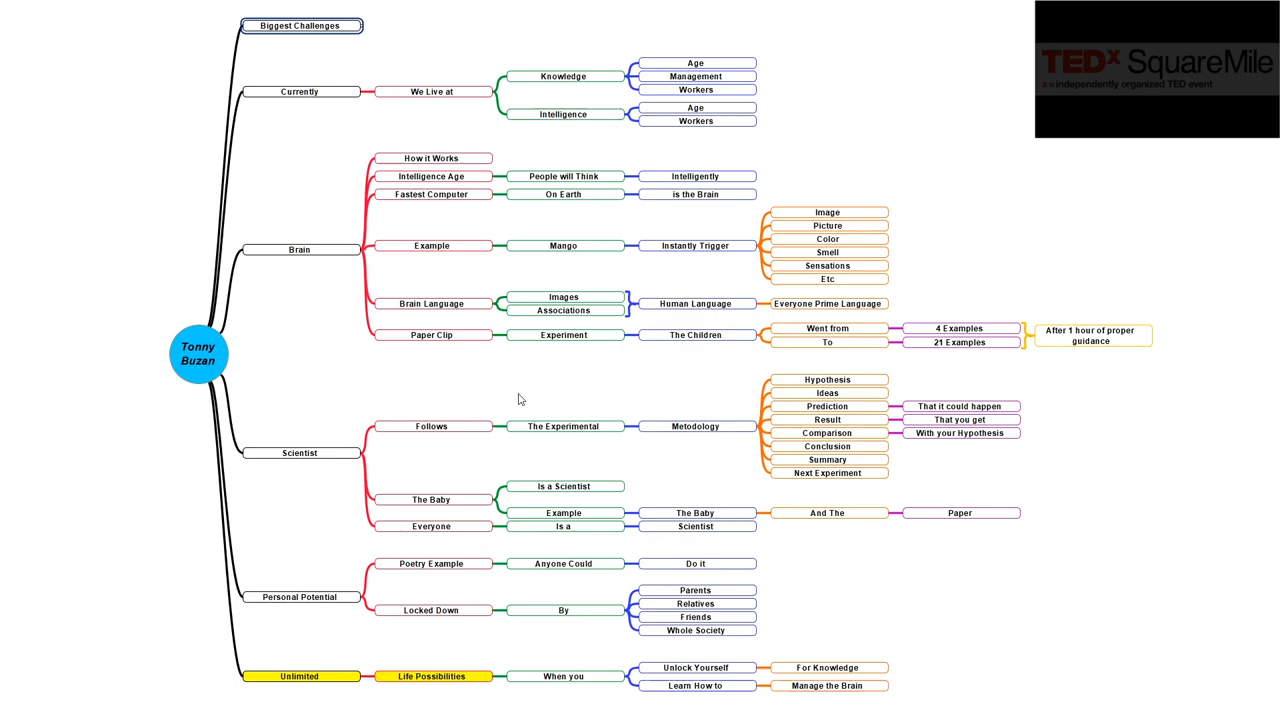 Biggest Challenges
TEDx SquareMile
x = independently organized TED event
Currently
We Live at
Knowledge
Age
Management
Workers
Intelligence
Age
Workers
Brain
How it Works
Intelligence Age
People will Think
Intelligently
Fastest Computer
On Earth
is the Brain
Example
Mango
Instantly Trigger
Image
Picture
Color
Smell
Sensations
Etc
Brain Language
Images
Associations
Human Language
Everyone Prime Language
Paper Clip
Experiment
The Children
Went from
4 Examples
To
21 Examples
After 1 hour of proper
guidance
Tonny
Buzan
Scientist
Follows
The Experimental
Metodology
Hypothesis
Ideas
Prediction
That it could happen
Result
That you get
Comparison
With your Hypothesis
Conclusion
Summary
Next Experiment
The Baby
Is a Scientist
Example
The Baby
And The
Paper
Everyone
Is a
Scientist
Personal Potential
Poetry Example
Anyone Could
Do it
Locked Down
By
Parents
Relatives
Friends
Whole Society
Unlimited
Life Possibilities
When you
Unlock Yourself
For Knowledge
Learn How to
Manage the Brain